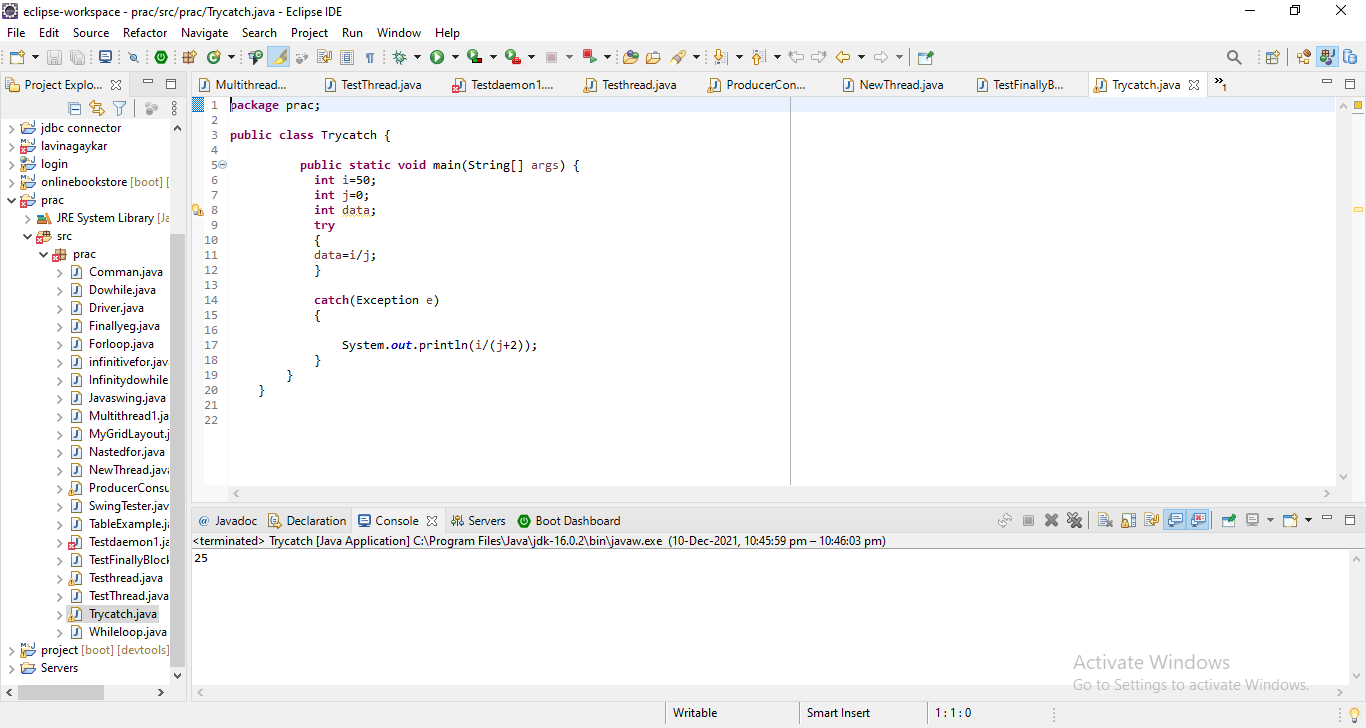 eclipse-workspace - prac/src/prac/Trycatch.java - Eclipse IDE
File Edit Source Refactor Navigate Search Project Run Window Help
Project Explo...
Multithread...
TestThread.java
Testdaemon1....
Testhread.java
ProducerCon...
NewThread.java
TestFinallyB...
Trycatch.java
»1
jdbc connector
lavinagaykar
login
onlinebookstore [boot] [
prac
JRE System Library [Ja
src
prac
Comman.java
Dowhile.java
Driver.java
Finallyeg.java
Forloop.java
infinitivefor.jav
Infinitydowhile
Javaswing.java
Multithread1.ja
MyGridLayout.j
Nastedfor.java
NewThread.java
ProducerConsu
SwingTester.jav
TableExample.ja
Testdaemon1.ja
TestFinallyBlock
Testhread.java
TestThread.java
Trycatch.java
Whileloop.java
project [boot] [devtools]
Servers
1 package prac;
2
3 public class Trycatch {
4
5 public static void main(String[] args) {
6 int i=50;
7 int j=0;
8 int data;
9 try
10 {
11 data=i/j;
12 }
13
14 catch(Exception e)
15 {
16
17 System.out.println(i/(j+2));
18 }
19 }
20 }
21
22
@ Javadoc Declaration Console Servers Boot Dashboard
<terminated> Trycatch [Java Application] C:\Program Files\Java\jdk-16.0.2\bin\javaw.exe (10-Dec-2021, 10:45:59 pm – 10:46:03 pm)
25
Activate Windows
Go to Settings to activate Windows.
Writable
Smart Insert
1 : 1 : 0